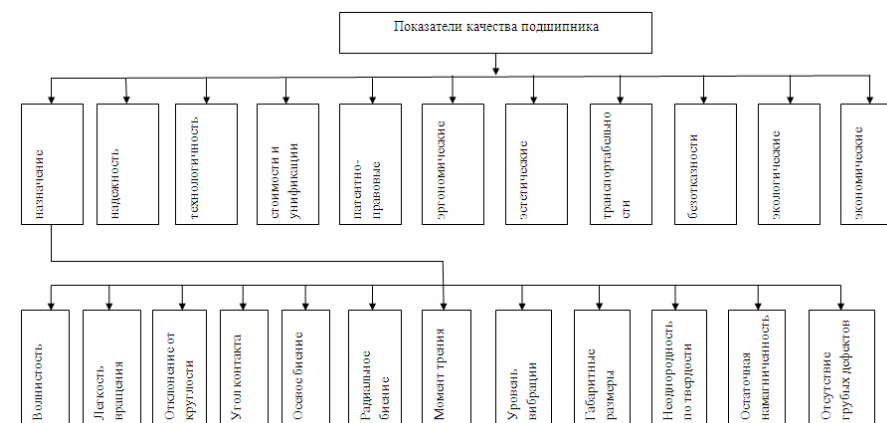 Показатели качества подшипника
назначение
надежность
технологичность
стоимости и
унификации
патентно-
правовые
эргономические
эстетические
транспортабельно
сти
безотказности
экологические
экономические
Волнистость
Легкость
вращения
Отклонение от
круглости
Угол контакта
Осевое биение
Радиальное
биение
Момент трения
Уровень
вибрации
Габаритные
размеры
Неоднородность
по твердости
Остаточная
намагниченность
Отсутствие
грубых дефектов